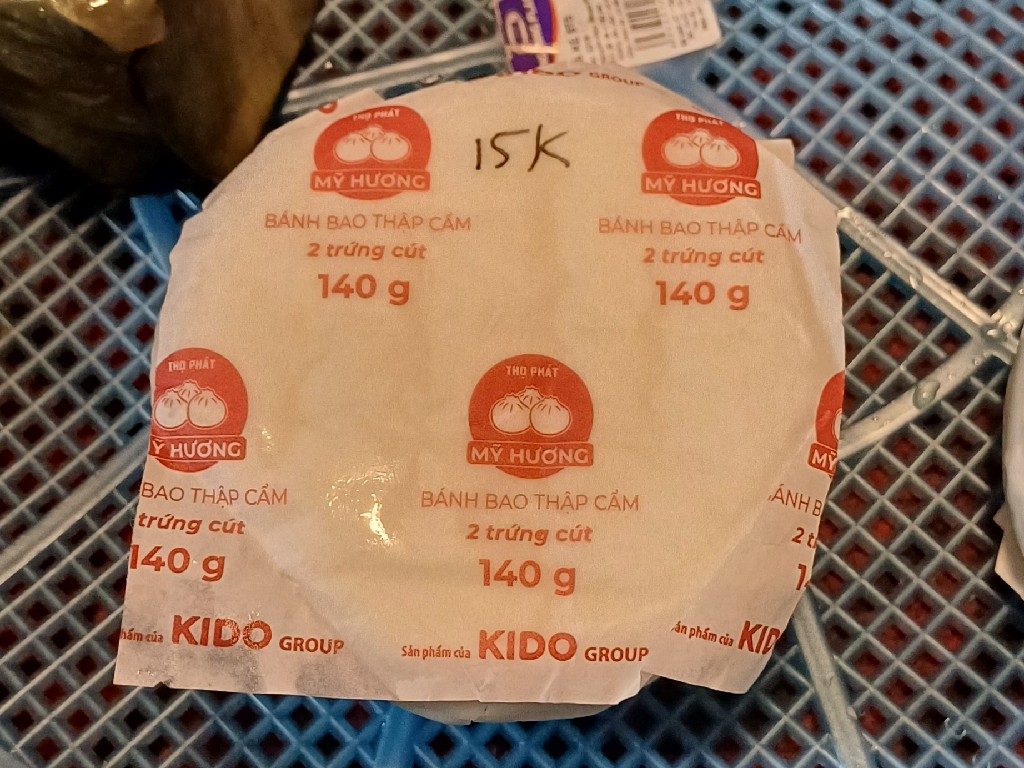 GROUP
THỌ PHÁT
MỸ HƯƠNG
BÁNH BAO THẬP CẨM
2 trứng cút
140 g
15K
THỌ PHÁT
MỸ HƯƠNG
BÁNH BAO THẬP CẨM
2 trứng cút
140 g
THỌ PHÁT
HƯƠNG
BAO THẬP CẨM
trứng cút
140 g
THỌ PHÁT
MỸ HƯƠNG
BÁNH BAO THẬP CẨM
2 trứng cút
140 g
MỸ
2
của KIDO GROUP
Sản phẩm của KIDO GROUP
phẩm của